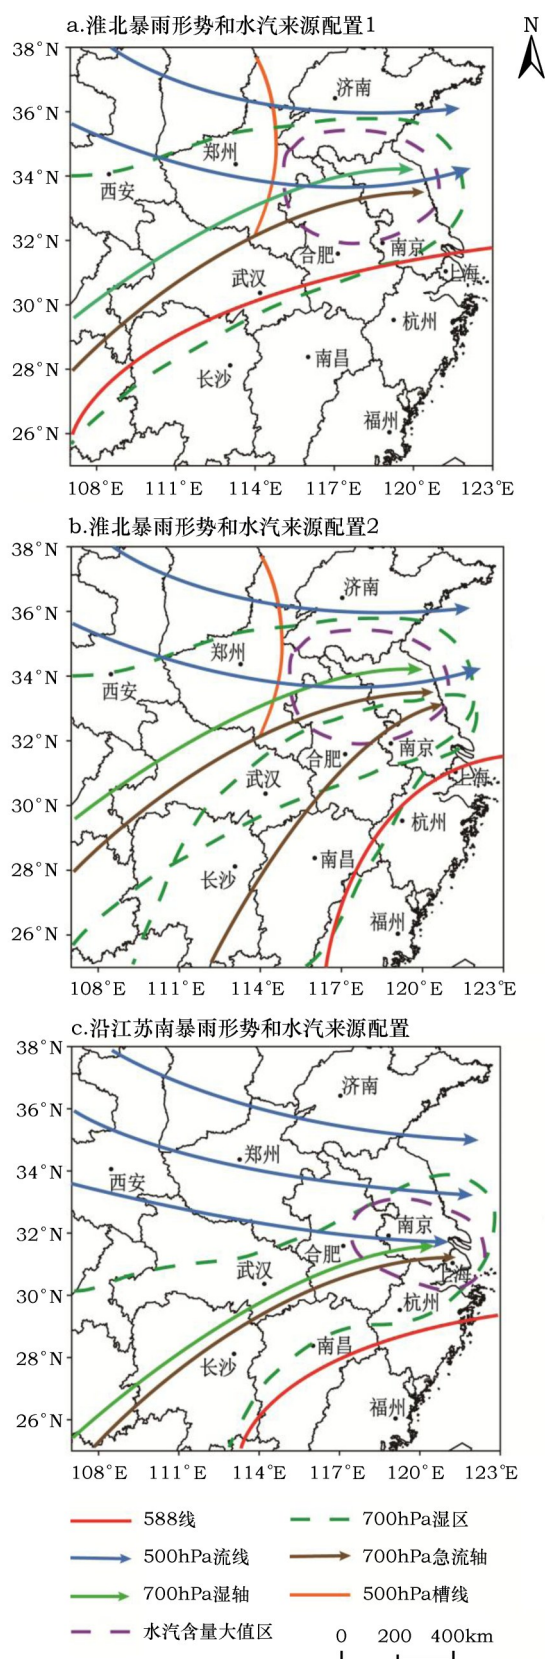 a.淮北暴雨形势和水汽来源配置1
N
38°N
济南
36°N
郑州
34°N
西安
32°N
合肥
南京
武汉
上海
30°N
杭州
28°N
南昌
长沙
福州
26°N
108°E 111°E 114°E 117°E 120°E 123°E
b.淮北暴雨形势和水汽来源配置2
38°N
济南
36°N
郑州
34°N
西安
32°N
合肥
南京
武汉
上海
30°N
杭州
28°N
长沙
南昌
福州
26°N
108°E 111°E 114°E 117°E 120°E 123°E
c.沿江苏南暴雨形势和水汽来源配置
38°N
济南
36°N
郑州
34°N
西安
南京
32°N
合肥
武汉
上海
30°N
杭州
南昌
28°N
长沙
福州
26°N
108°E 111°E 114°E 117°E 120°E 123°E
588线 700hPa湿区
500hPa流线 700hPa急流轴
700hPa湿轴 500hPa槽线
水汽含量大值区 0 200 400km